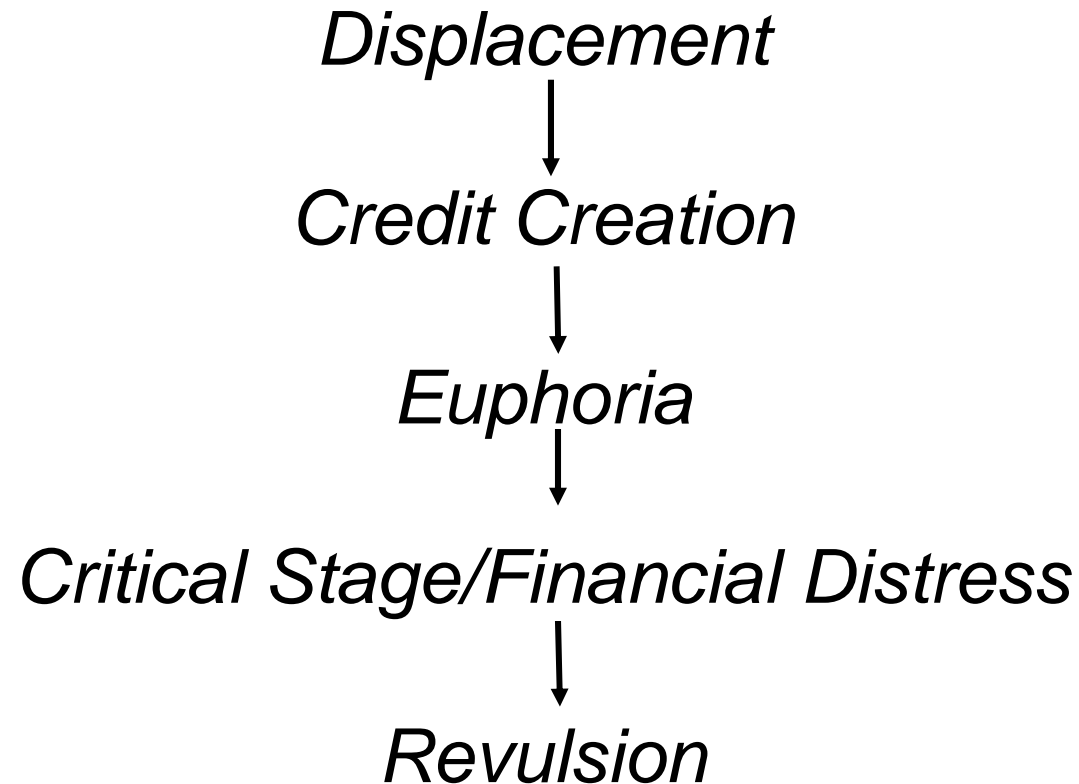 Displacement
Credit Creation
Euphoria
Critical Stage/Financial Distress
Revulsion